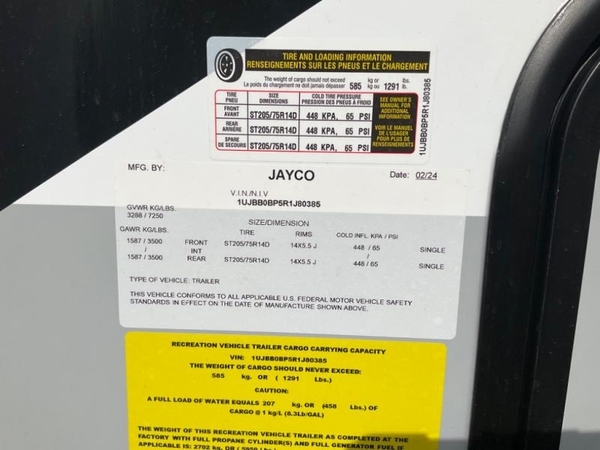 TIRE AND LOADING INFORMATION
RENSEIGNEMENTS SUR LES PNEUS ET LE CHARGEMENT
The weight of cargo should not exceed
Le poids du chargement ne doit jamais dépasser 585 kg or kg ou 1291 lbs. lb.
TIRE PNEU SIZE DIMENSIONS COLD TIRE PRESSURE PRESSION DES PNEUS À FROID
FRONT AVANT ST205/75R14D 448 KPA, 65 PSI
REAR ARRIÈRE ST205/75R14D 448 KPA, 65 PSI
SPARE DE SECOURS ST205/75R14D 448 KPA, 65 PSI
SEE OWNER'S
MANUAL FOR
ADDITIONAL
INFORMATION
VOIR LE MANUEL
DE L'USAGER
POUR PLUS DE
RENSEIGNEMENTS
1UJBB0BP5R1J80385
MFG. BY: JAYCO Date: 02/24
V.I.N./N.I.V
1UJBB0BP5R1J80385
GVWR KG/LBS.
3288 / 7250
SIZE/DIMENSION
GAWR KG/LBS. TIRE RIMS COLD INFL. KPA / PSI
1587 / 3500 FRONT ST205/75R14D 14X5.5 J 448 / 65 SINGLE
/ INT /
1587 / 3500 REAR ST205/75R14D 14X5.5 J 448 / 65 SINGLE
TYPE OF VEHICLE: TRAILER
THIS VEHICLE CONFORMS TO ALL APPLICABLE U.S. FEDERAL MOTOR VEHICLE SAFETY
STANDARDS IN EFFECT ON THE DATE OF MANUFACTURE SHOWN ABOVE.
RECREATION VEHICLE TRAILER CARGO CARRYING CAPACITY
VIN: 1UJBB0BP5R1J80385
THE WEIGHT OF CARGO SHOULD NEVER EXCEED:
585 kg. OR ( 1291 Lbs.)
CAUTION:
A FULL LOAD OF WATER EQUALS 207 kg. OR (458 Lbs.) OF
CARGO @ 1 kg/L (8.3Lb/GAL)
THE WEIGHT OF THIS RECREATION VEHICLE TRAILER AS COMPLETED AT THE
FACTORY WITH FULL PROPANE CYLINDER(S) AND FULL GENERATOR FUEL IF
APPLICABLE IS: 2702 kg. OR ( 5959 Lbs.)